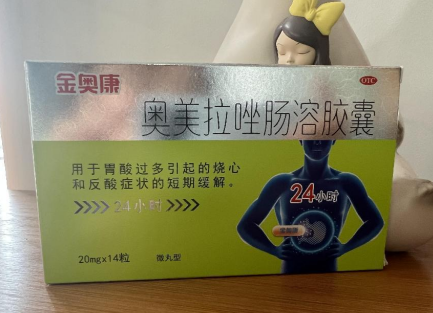 金奥康
OTC
奥美拉唑肠溶胶囊
用于胃酸过多引起的烧心
和反酸症状的短期缓解。
>>>> 24小时 >>>>
24小时
20mg×14粒
微丸型